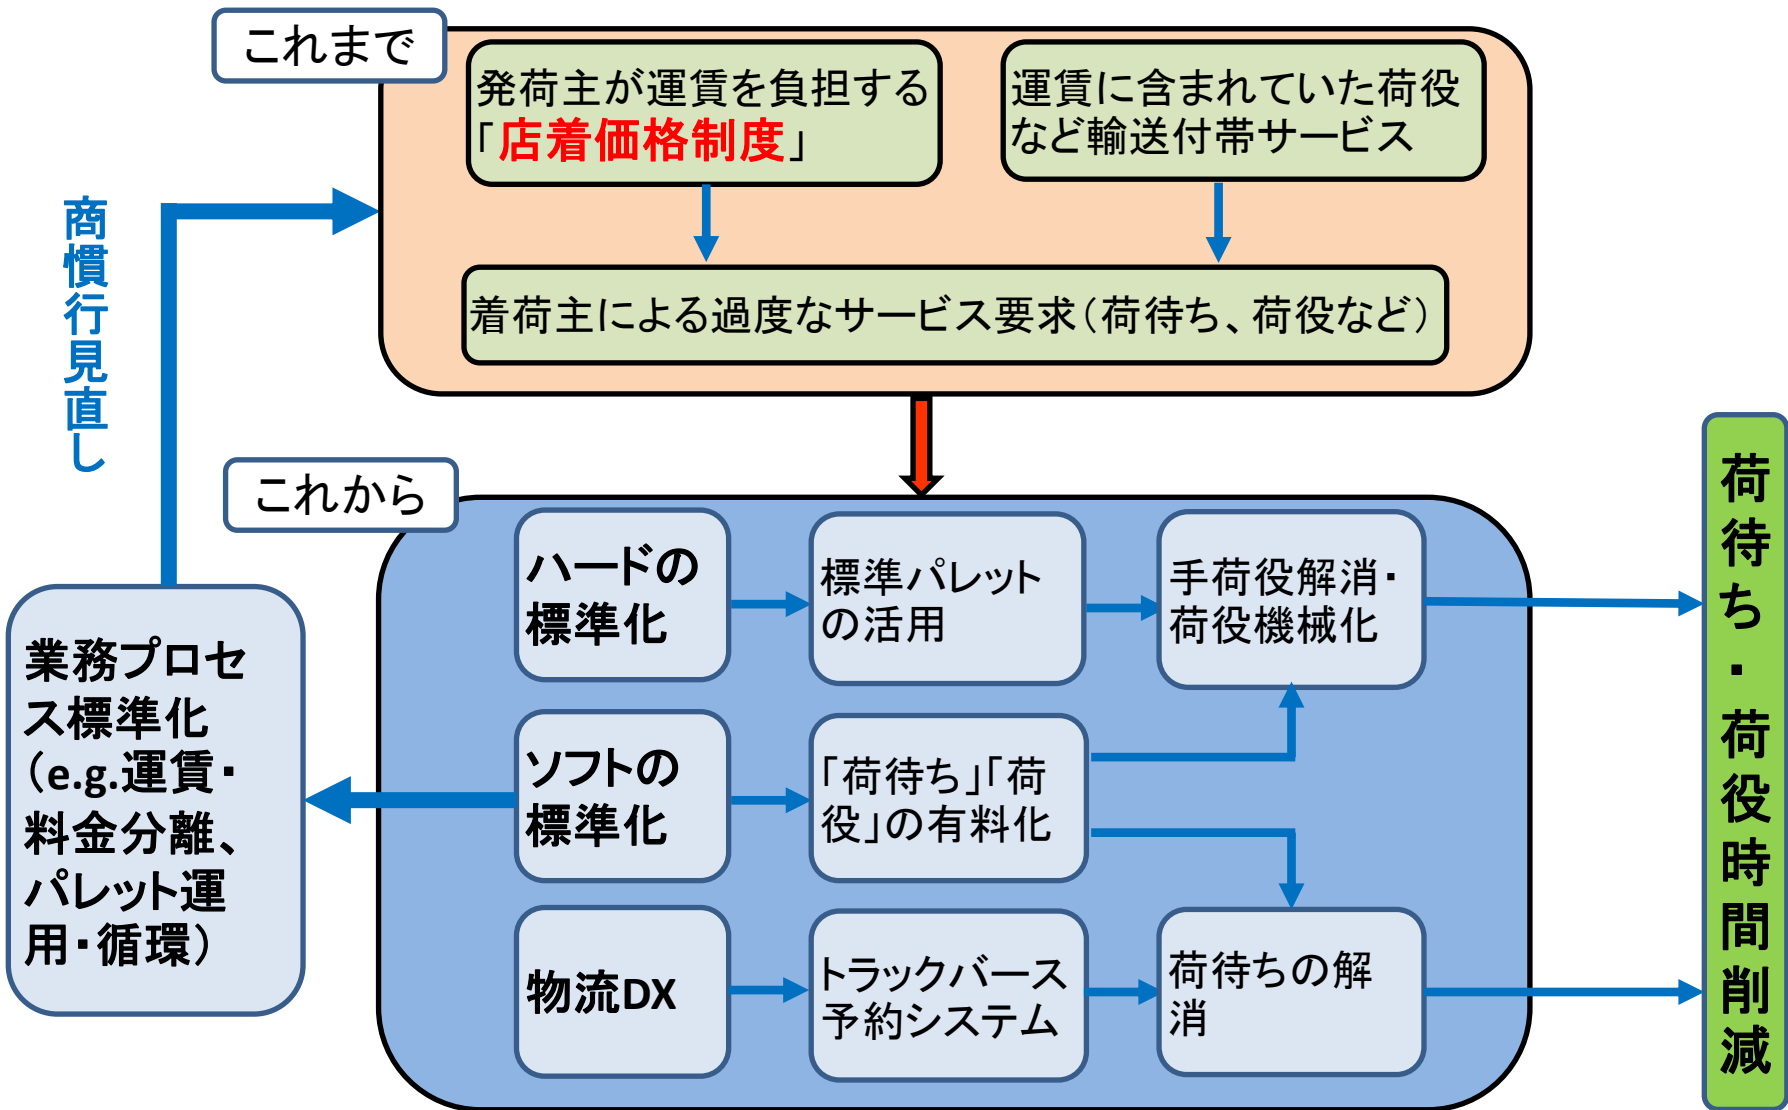 これまで
発荷主が運賃を負担する
「店着価格制度」
運賃に含まれていた荷役
など輸送付帯サービス
着荷主による過度なサービス要求（荷待ち、荷役など）
商慣行見直し
これから
ハードの
標準化
標準パレット
の活用
手荷役解消・
荷役機械化
ソフトの
標準化
「荷待ち」「荷
役」の有料化
物流DX
トラックバース
予約システム
荷待ちの解
消
業務プロセ
ス標準化
（e.g.運賃・
料金分離、
パレット運
用・循環）
荷待ち・荷役時間削減